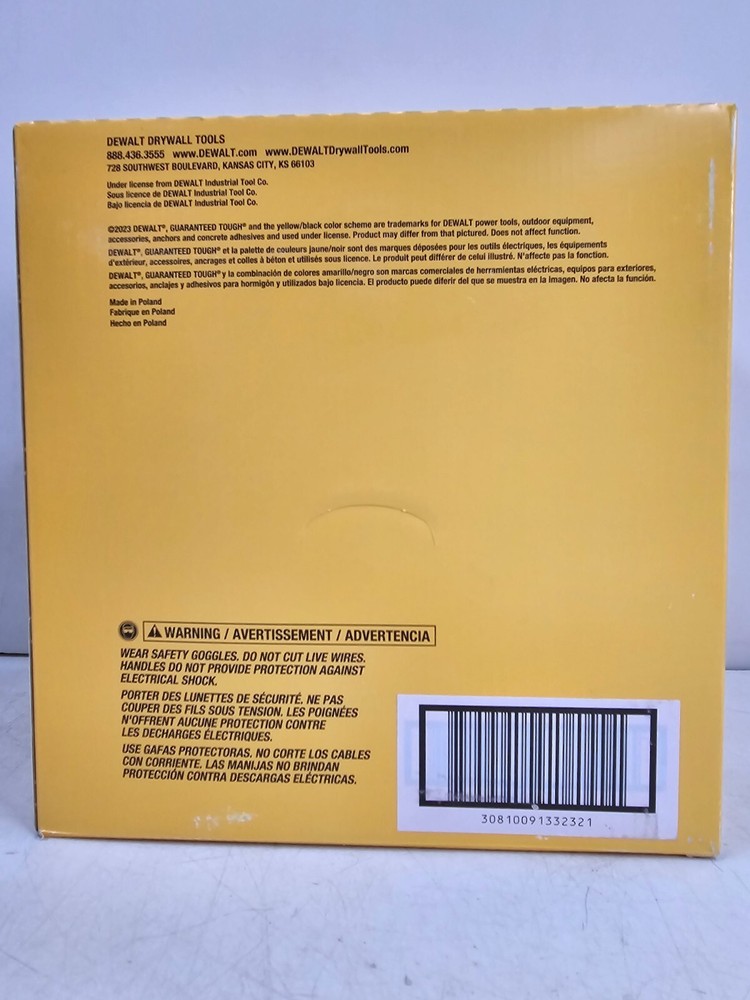 DEWALT DRYWALL TOOLS
888.436.3555 www.DEWALT.com www.DEWALTDrywallTools.com
728 SOUTHWEST BOULEVARD, KANSAS CITY, KS 66103
Under license from DEWALT Industrial Tool Co.
Sous licence de DEWALT Industrial Tool Co.
Bajo licencia de DEWALT Industrial Tool Co.
©2023 DEWALT®, GUARANTEED TOUGH® and the yellow/black color scheme are trademarks for DEWALT power tools, outdoor equipment,
accessories, anchors and concrete adhesives and used under license. Product may differ from that pictured. Does not affect function.
DEWALT®, GUARANTEED TOUGH® et la palette de couleurs jaune/noir sont des marques déposées pour les outils électriques, les équipements
d'extérieur, accessoires, ancrages et colles à béton et utilisés sous licence. Le produit peut différer de celui illustré. N'affecte pas la fonction.
DEWALT®, GUARANTEED TOUGH® y la combinación de colores amarillo/negro son marcas comerciales de herramientas eléctricas, equipos para exteriores,
accesorios, anclajes y adhesivos para hormigón y utilizados bajo licencia. El producto puede diferir del que se muestra en la imagen. No afecta la función.
Made in Poland
Fabrique en Poland
Hecho en Poland
WARNING / AVERTISSEMENT / ADVERTENCIA
WEAR SAFETY GOGGLES. DO NOT CUT LIVE WIRES.
HANDLES DO NOT PROVIDE PROTECTION AGAINST
ELECTRICAL SHOCK.
PORTER DES LUNETTES DE SÉCURITÉ. NE PAS
COUPER DES FILS SOUS TENSION. LES POIGNÉES
N'OFFRENT AUCUNE PROTECTION CONTRE
LES DECHARGES ÉLECTRIQUES.
USE GAFAS PROTECTORAS. NO CORTE LOS CABLES
CON CORRIENTE. LAS MANIJAS NO BRINDAN
PROTECCIÓN CONTRA DESCARGAS ELÉCTRICAS.
30810091332321